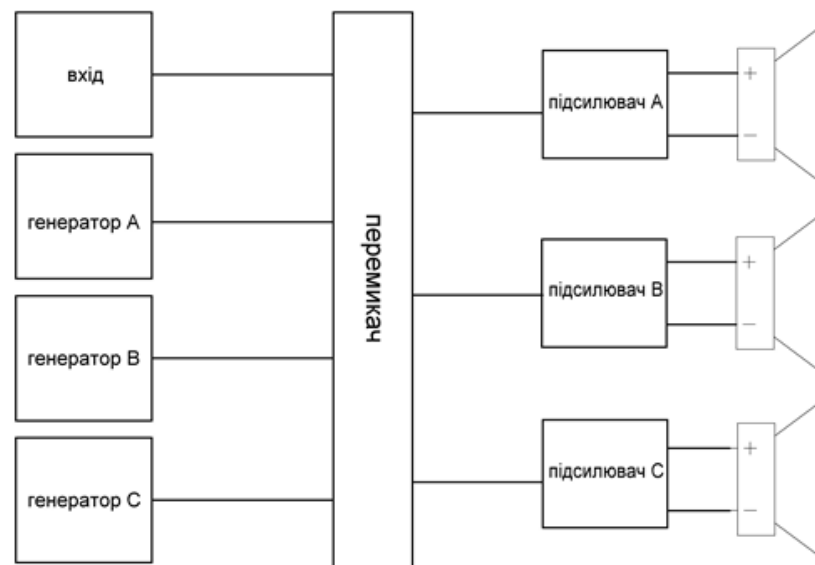 вхід
генератор А
генератор В
генератор С
перемикач
підсилювач А
+
−
підсилювач В
+
−
підсилювач С
+
−